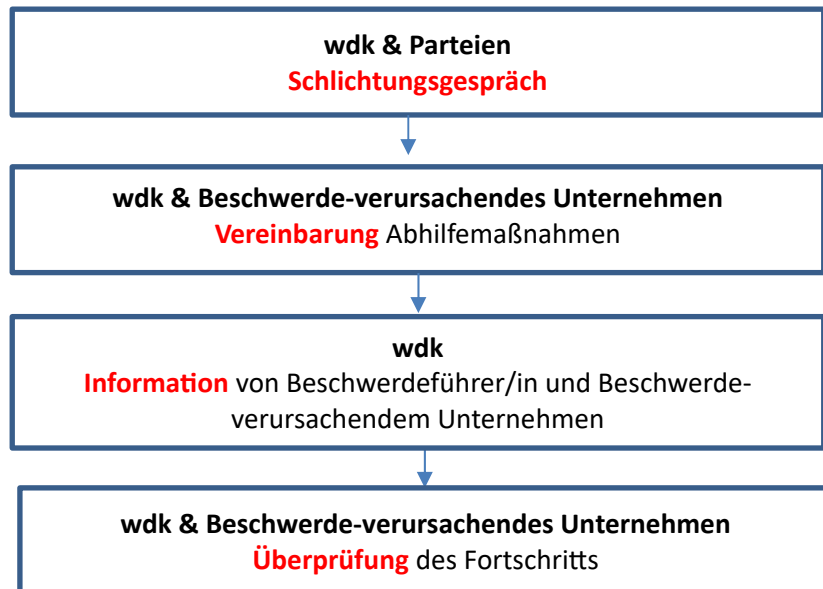 wdk & Parteien
Schlichtungsgespräch
wdk & Beschwerde-verursachendes Unternehmen
Vereinbarung Abhilfemaßnahmen
wdk
Information von Beschwerdeführer/in und Beschwerde-
verursachendem Unternehmen
wdk & Beschwerde-verursachendes Unternehmen
Überprüfung des Fortschritts